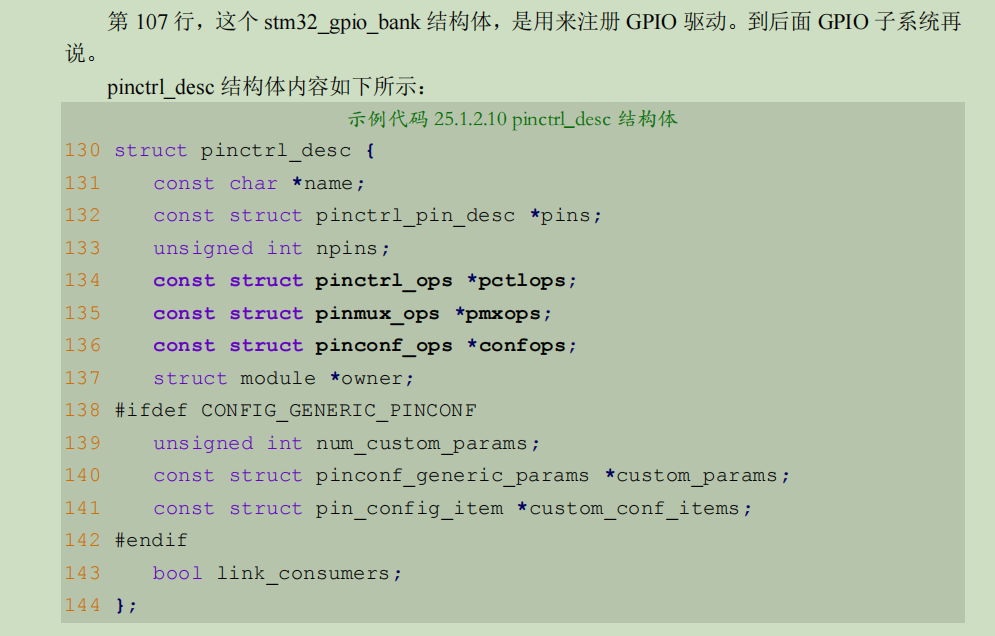 第 107 行，这个 stm32_gpio_bank 结构体，是用来注册 GPIO 驱动。到后面 GPIO 子系统再
说。
pinctrl_desc 结构体内容如下所示：
示例代码 25.1.2.10 pinctrl_desc 结构体
130 struct pinctrl_desc {
131 const char *name;
132 const struct pinctrl_pin_desc *pins;
133 unsigned int npins;
134 const struct pinctrl_ops *pctlops;
135 const struct pinmux_ops *pmxops;
136 const struct pinconf_ops *confops;
137 struct module *owner;
138 #ifdef CONFIG_GENERIC_PINCONF
139 unsigned int num_custom_params;
140 const struct pinconf_generic_params *custom_params;
141 const struct pin_config_item *custom_conf_items;
142 #endif
143 bool link_consumers;
144 };